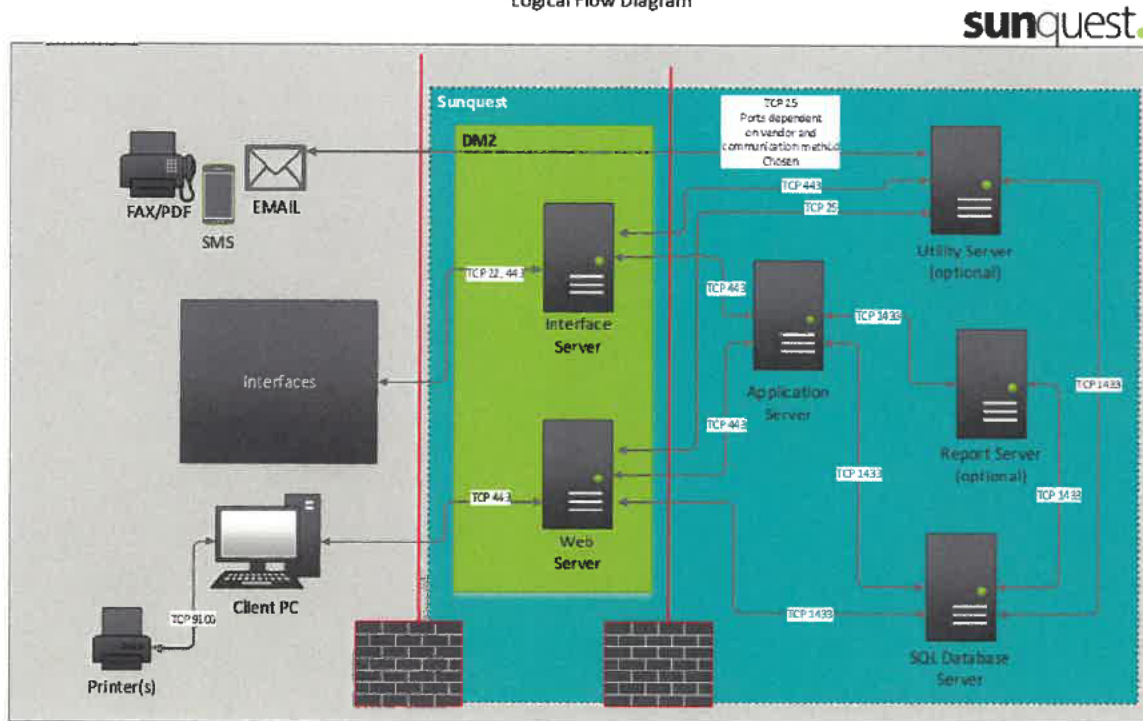 Logical Flow Diagram
sunquest.
Sunquest
DMZ
TCP 25
Ports dependent
on vendor and
communication method
Chosen
FAX/PDF
SMS
EMAIL
TCP 443
TCP 25
Utility Server
(optional)
TCP 22, 443
Interface
Server
TCP 443
TCP 1433
Interfaces
Application
Server
TCP 1433
TCP 443
Report Server
(optional)
TCP 1433
TCP 1433
TCP 443
Web
Server
Client PC
TCP 9100
TCP 1433
Printer(s)
SQL Database
Server